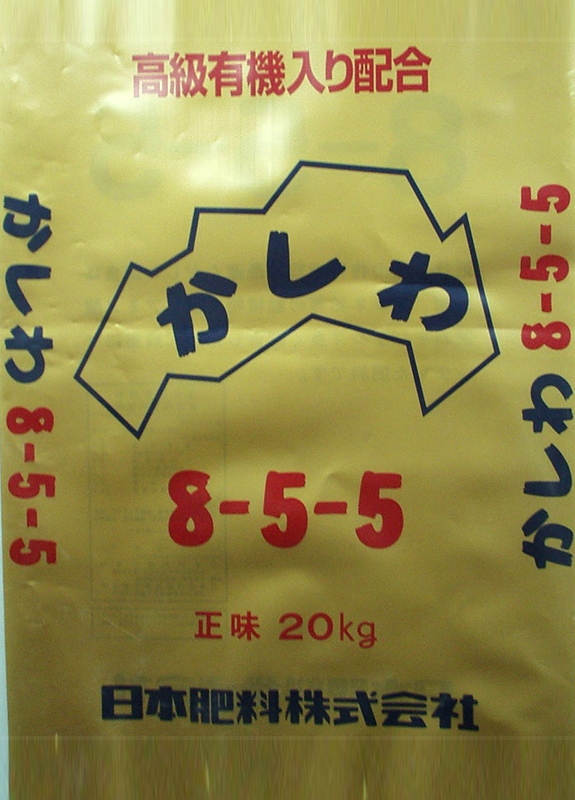 高級有機入り配合
かしわ
8-5-5
正味 20kg
日本肥料株式会社
かしわ 8-5-5
かしわ 8-5-5